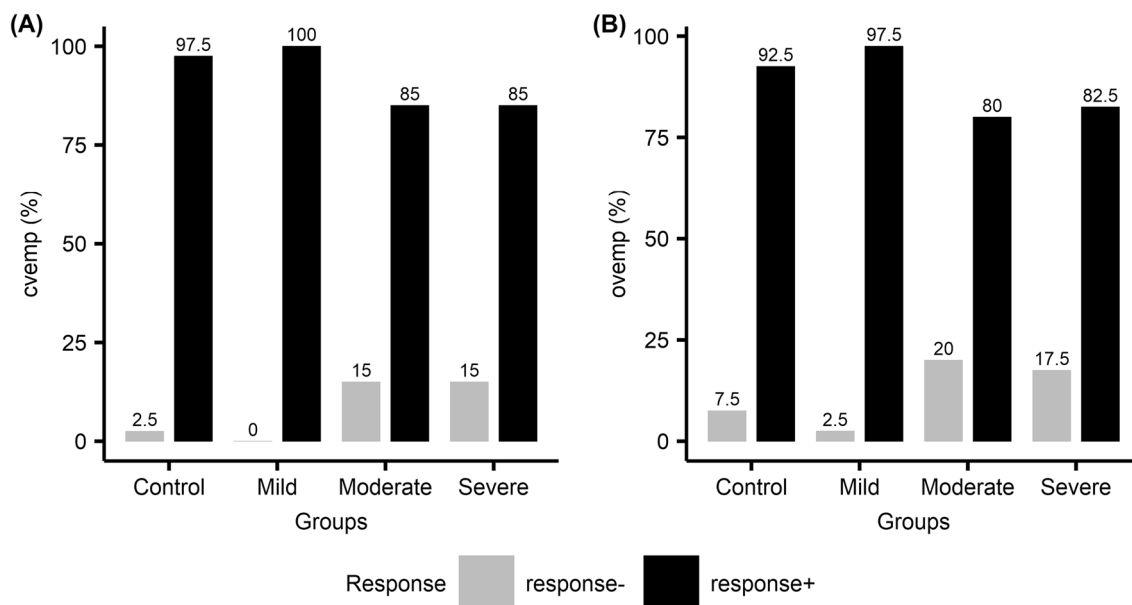 (A)
cvemp (%)
100
75
50
25
0
2.5
97.5
0
100
15
85
15
85
Control Mild Moderate Severe
Groups
(B)
ovemp (%)
100
75
50
25
0
7.5
92.5
2.5
97.5
20
80
17.5
82.5
Control Mild Moderate Severe
Groups
Response response- response+